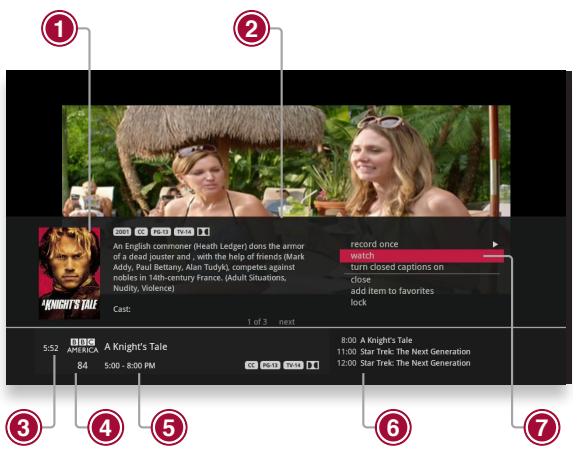 1
2
2001 CC PG-13 TV-14
An English commoner (Heath Ledger) dons the armor
of a dead jouster and , with the help of friends (Mark
Addy, Paul Bettany, Alan Tudyk), competes against
nobles in 14th-century France. (Adult Situations,
Nudity, Violence)
Cast:
1 of 3 next
A KNIGHT'S TALE
record once
watch
turn closed captions on
close
add item to favorites
lock
5:52 BBC AMERICA A Knight's Tale
84 5:00 - 8:00 PM CC PG-13 TV-14
8:00 A Knight's Tale
11:00 Star Trek: The Next Generation
12:00 Star Trek: The Next Generation
3
4
5
6
7